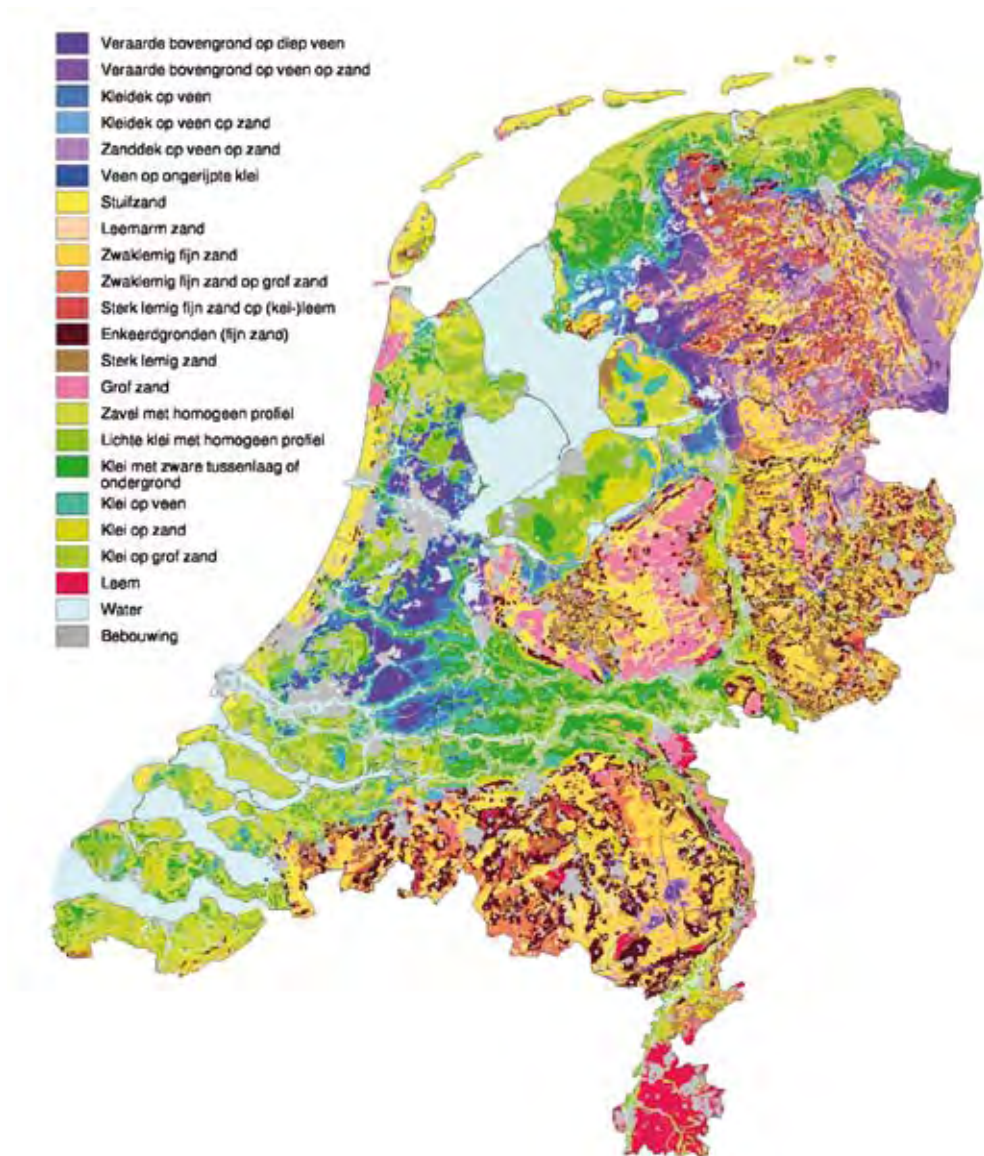 Veraarde bovengrond op diep veen
Veraarde bovengrond op veen op zand
Kleidek op veen
Kleidek op veen op zand
Zanddek op veen op zand
Veen op ongerijpte klei
Stuifzand
Leemarm zand
Zwaklemig fijn zand
Zwaklemig fijn zand op grof zand
Sterk lemig fijn zand op (kei-)leem
Enkeerdgronden (fijn zand)
Sterk lemig zand
Grof zand
Zavel met homogeen profiel
Lichte klei met homogeen profiel
Klei met zware tussenlaag of
ondergrond
Klei op veen
Klei op zand
Klei op grof zand
Leem
Water
Bebouwing